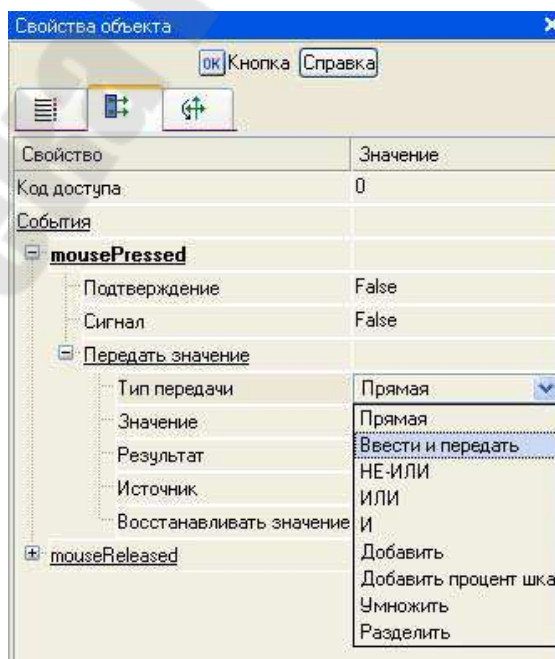 Свойства объекта
ОК Кнопка Справка
Свойство Значение
Код доступа 0
События
mousePressed
Подтверждение False
Сигнал False
Передать значение
Тип передачи Прямая
Значение Прямая
Ввести и передать
Результат НЕ-ИЛИ
ИЛИ
Источник
Восстанавливать значение И
mouseReleased Добавить
Добавить процент шка
Умножить
Разделить